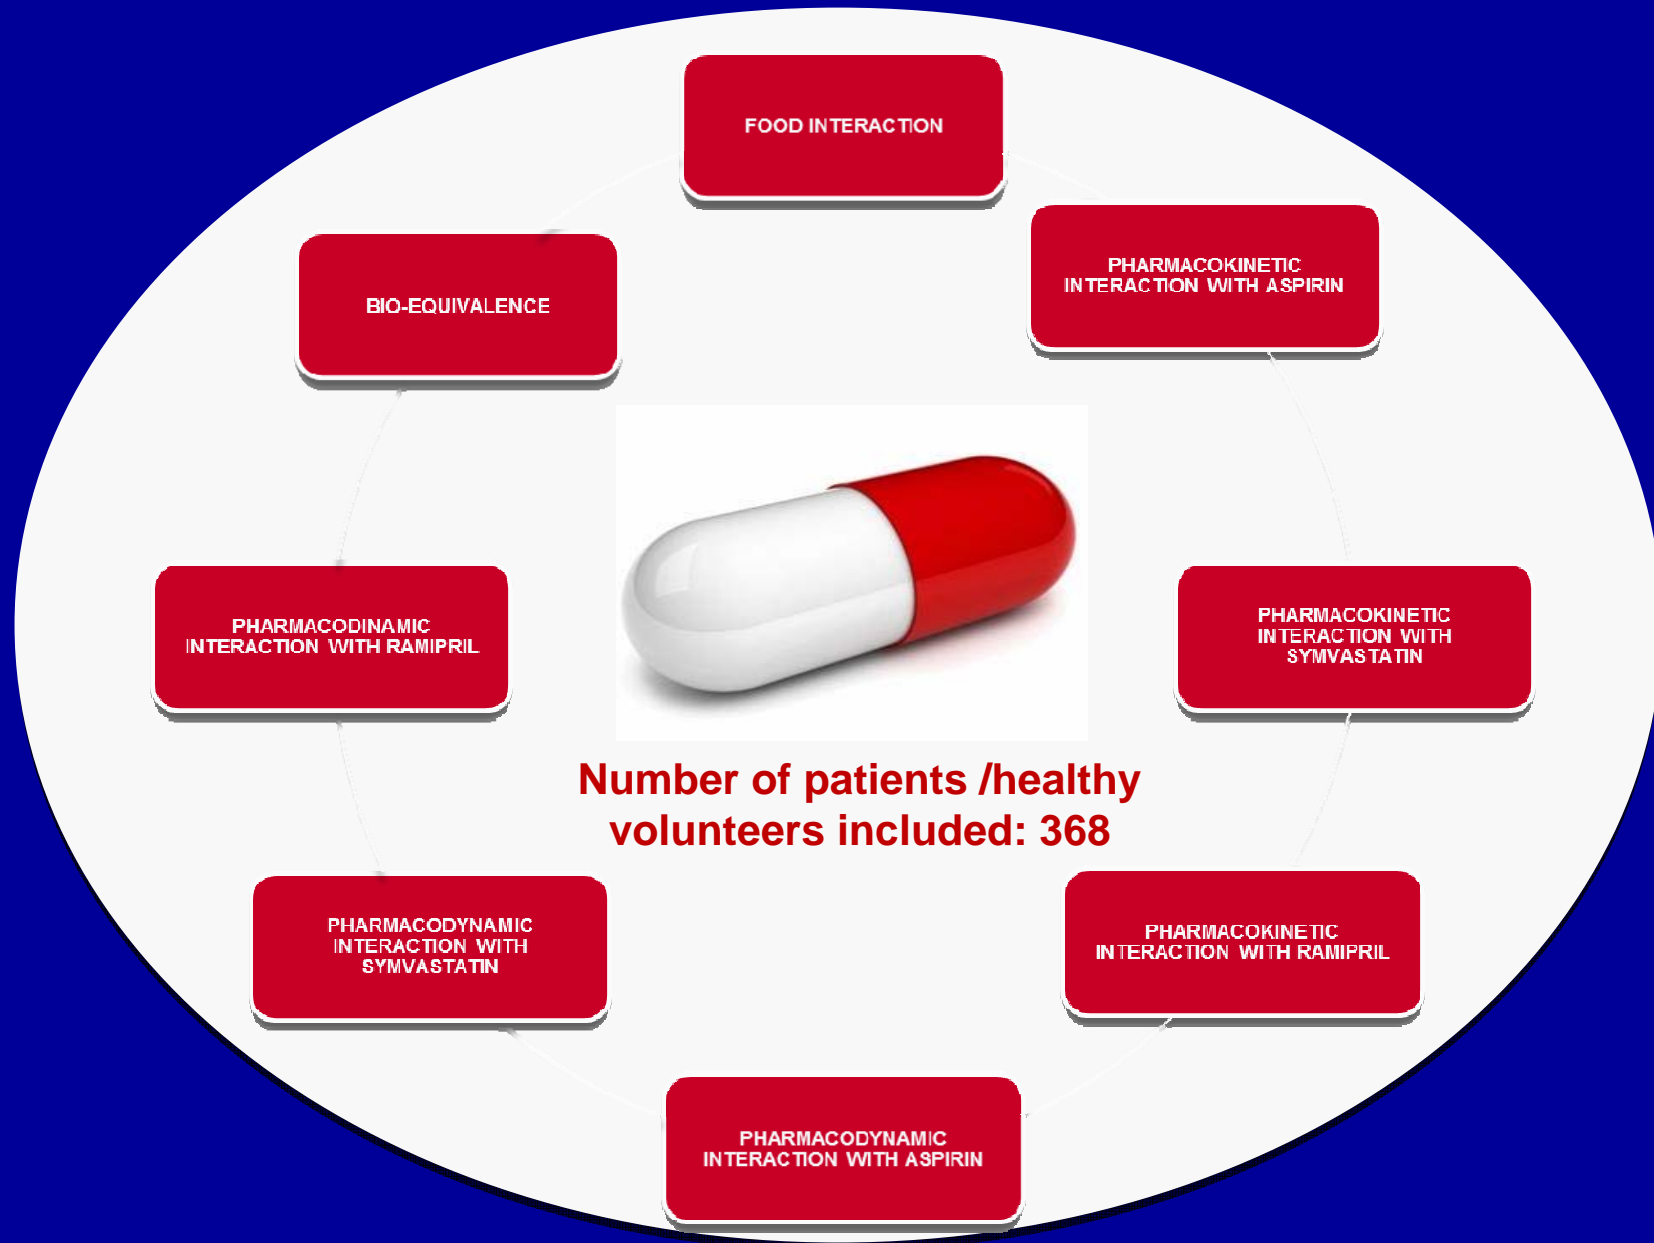 FOOD INTERACTION
PHARMACOKINETIC
INTERACTION WITH ASPIRIN
BIO-EQUIVALENCE
PHARMACODINAMIC
INTERACTION WITH RAMIPRIL
PHARMACOKINETIC
INTERACTION WITH
SYMVASTATIN
Number of patients /healthy
volunteers included: 368
PHARMACODYNAMIC
INTERACTION WITH
SYMVASTATIN
PHARMACOKINETIC
INTERACTION WITH RAMIPRIL
PHARMACODYNAMIC
INTERACTION WITH ASPIRIN